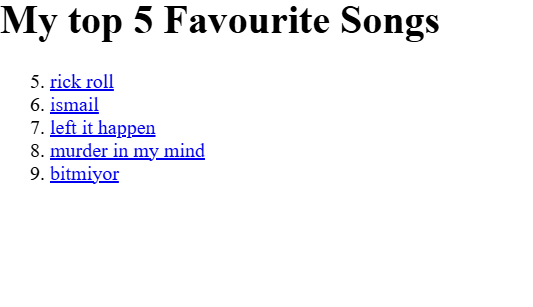 My top 5 Favourite Songs
5. rick roll
6. ismail
7. left it happen
8. murder in my mind
9. bitmiyor